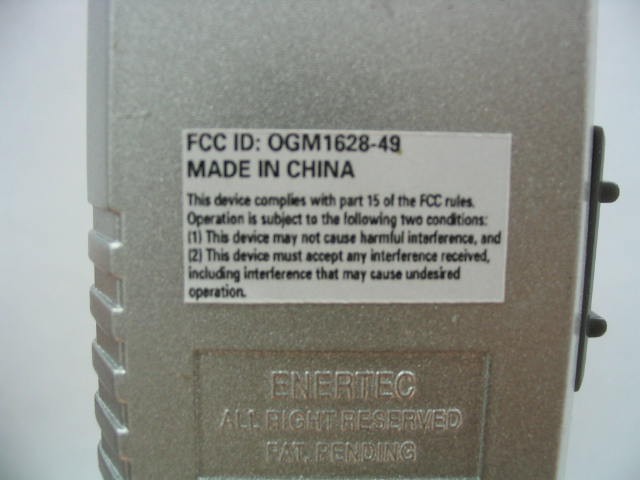 FCC ID: OGM1628-49
MADE IN CHINA
This device complies with part 15 of the FCC rules.
Operation is subject to the following two conditions:
(1) This device may not cause harmful interference, and
(2) This device must accept any interference received,
including interference that may cause undesired
operation.
ENERTEC
ALL RIGHT RESERVED
PAT. PENDING